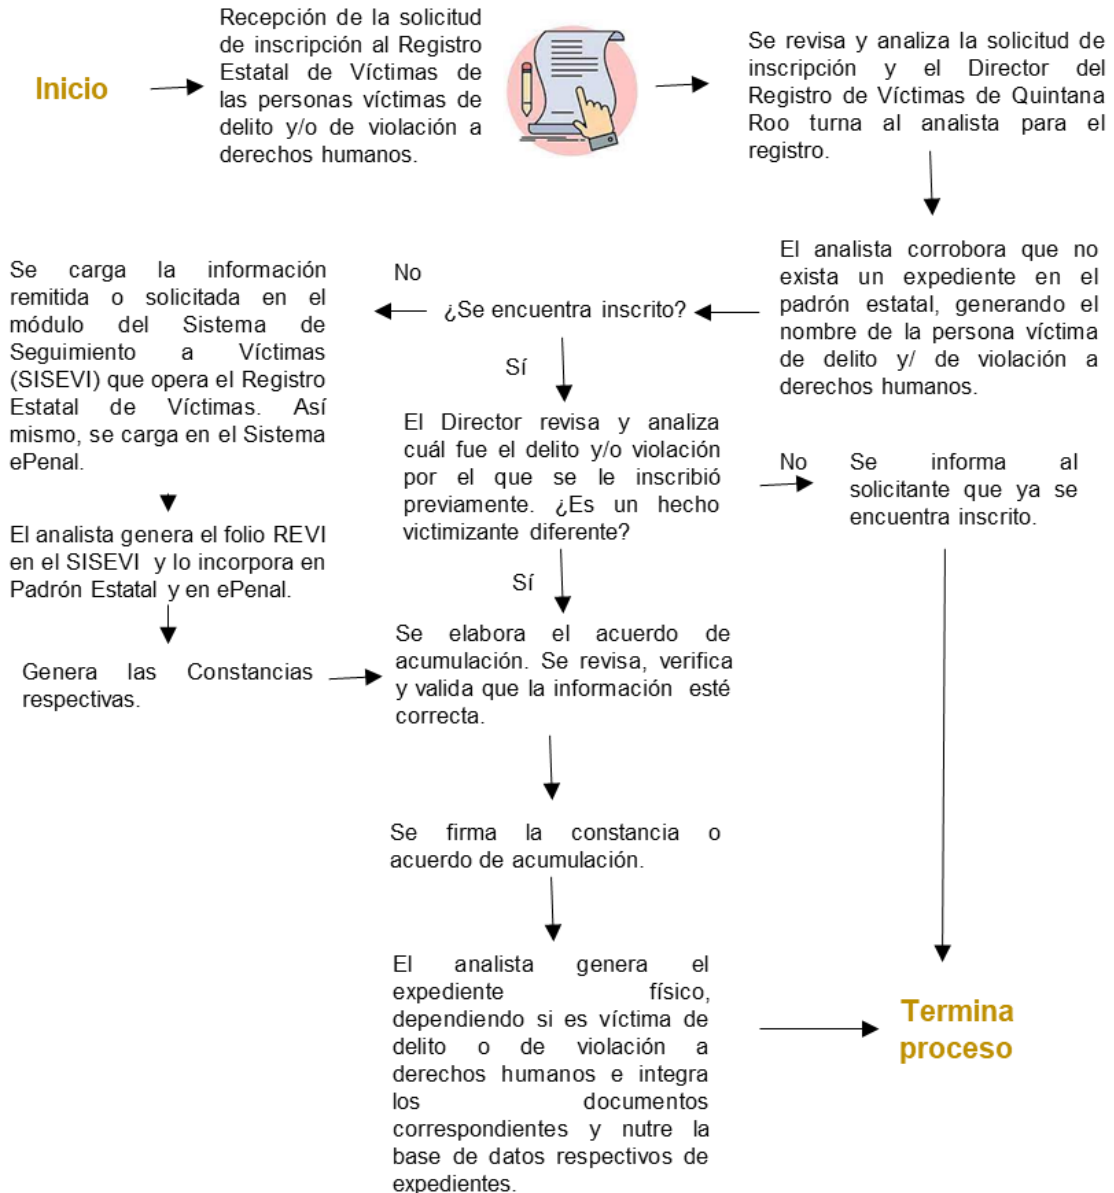 Inicio
Recepción de la solicitud
de inscripción al Registro
Estatal de Víctimas de
las personas víctimas de
delito y/o de violación a
derechos humanos.
Se revisa y analiza la solicitud de
inscripción y el Director del
Registro de Víctimas de Quintana
Roo turna al analista para el
registro.
El analista corrobora que no
exista un expediente en el
padrón estatal, generando el
nombre de la persona víctima
de delito y/ de violación a
derechos humanos.
¿Se encuentra inscrito?
No
Se carga la información
remitida o solicitada en el
módulo del Sistema de
Seguimiento a Víctimas
(SISEVI) que opera el Registro
Estatal de Víctimas. Así
mismo, se carga en el Sistema
ePenal.
El analista genera el folio REVI
en el SISEVI y lo incorpora en
Padrón Estatal y en ePenal.
Genera las Constancias
respectivas.
Sí
El Director revisa y analiza
cuál fue el delito y/o violación
por el que se le inscribió
previamente. ¿Es un hecho
victimizante diferente?
No
Se informa al
solicitante que ya se
encuentra inscrito.
Sí
Se elabora el acuerdo de
acumulación. Se revisa, verifica
y valida que la información esté
correcta.
Se firma la constancia o
acuerdo de acumulación.
El analista genera el
expediente físico,
dependiendo si es víctima de
delito o de violación a
derechos humanos e integra
los documentos
correspondientes y nutre la
base de datos respectivos de
expedientes.
Termina
proceso